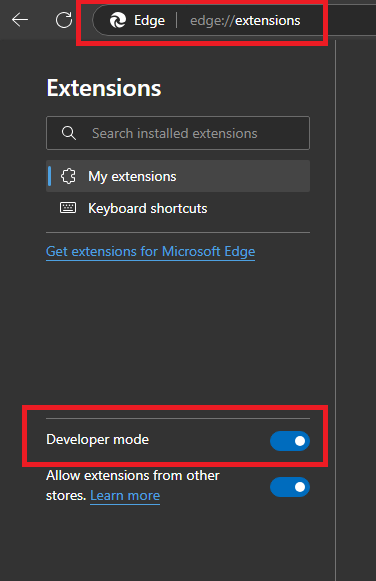 Edge edge://extensions
Extensions
Search installed extensions
My extensions
Keyboard shortcuts
Get extensions for Microsoft Edge
Developer mode
Allow extensions from other
stores. Learn more